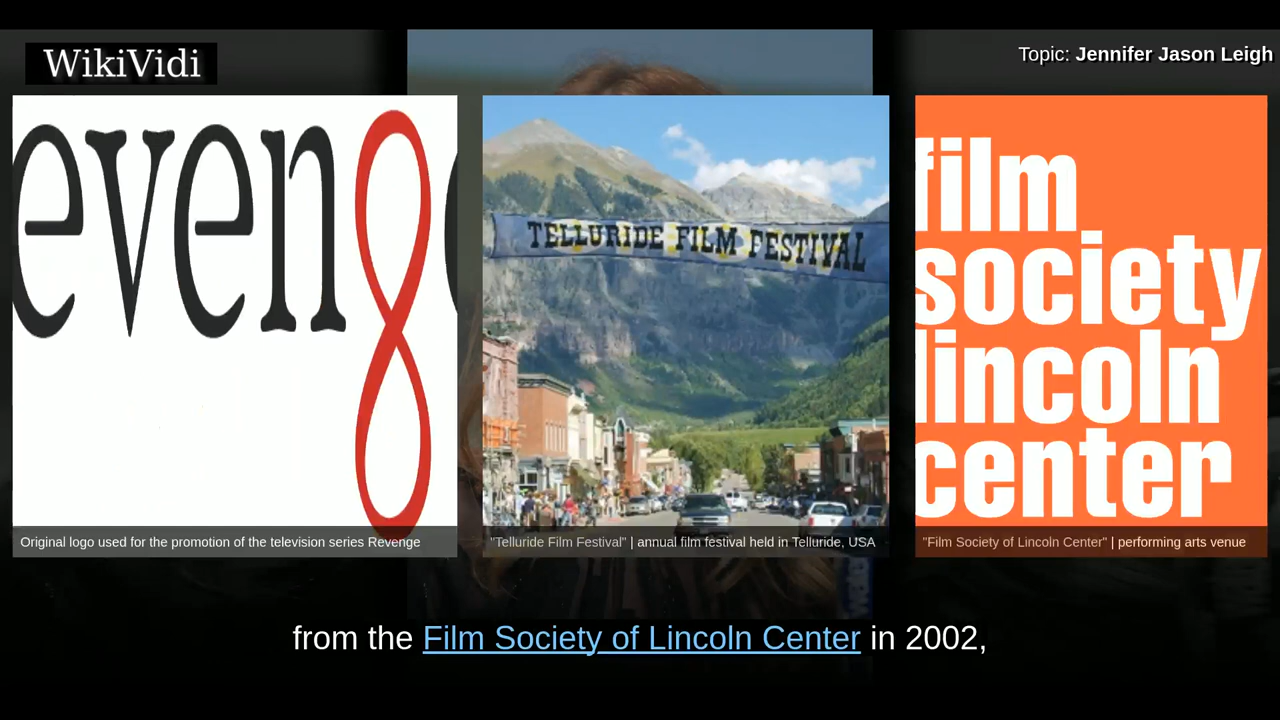 WikiVidi
Topic: Jennifer Jason Leigh
eveng
TELLURIDE FILM FESTIVAL
film
society
lincoln
center
Original logo used for the promotion of the television series Revenge
"Telluride Film Festival" | annual film festival held in Telluride, USA
"Film Society of Lincoln Center" | performing arts venue
from the Film Society of Lincoln Center in 2002,